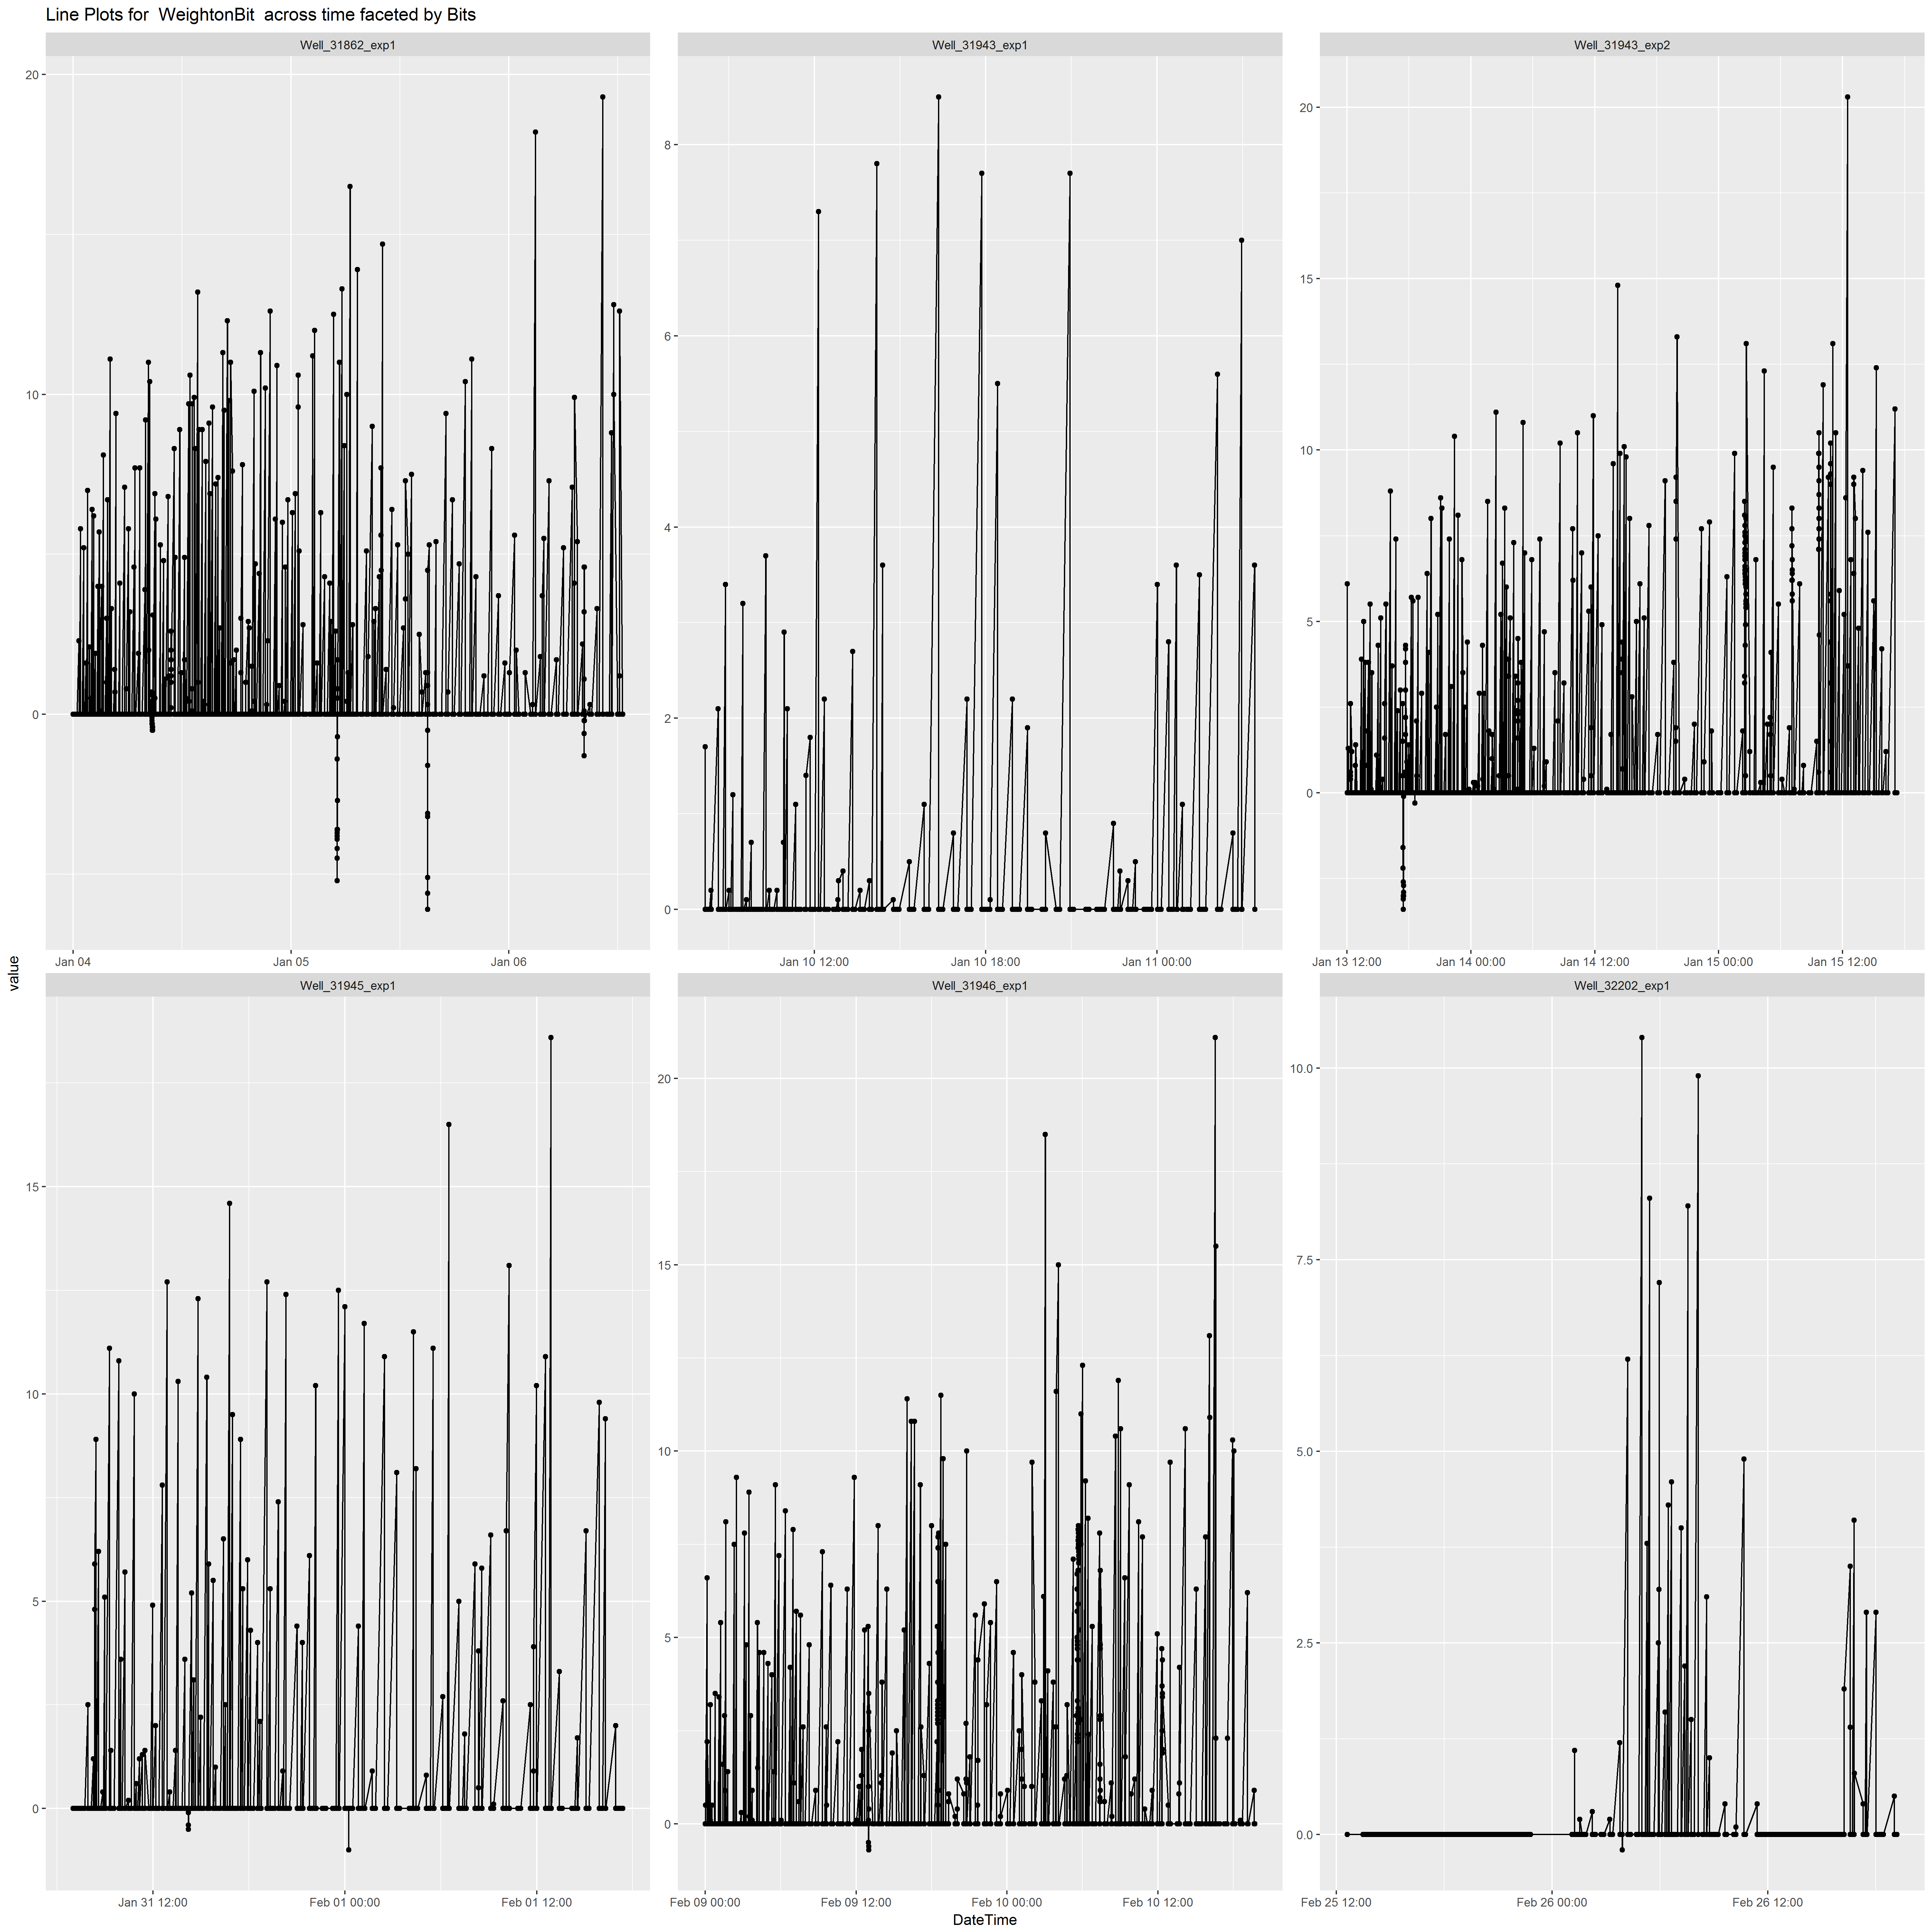 Line Plots for  WeightonBit  across time faceted by Bits
Well_31862_exp1
Well_31943_exp1
Well_31943_exp2
20
10
0
Jan 04
Jan 05
Jan 06
8
6
4
2
0
Jan 10 12:00
Jan 10 18:00
Jan 11 00:00
20
15
10
5
0
Jan 13 12:00
Jan 14 00:00
Jan 14 12:00
Jan 15 00:00
Jan 15 12:00
value
Well_31945_exp1
Well_31946_exp1
Well_32202_exp1
15
10
5
0
Jan 31 12:00
Feb 01 00:00
Feb 01 12:00
20
15
10
5
0
Feb 09 00:00
Feb 09 12:00
Feb 10 00:00
Feb 10 12:00
10.0
7.5
5.0
2.5
0.0
Feb 25 12:00
Feb 26 00:00
Feb 26 12:00
DateTime